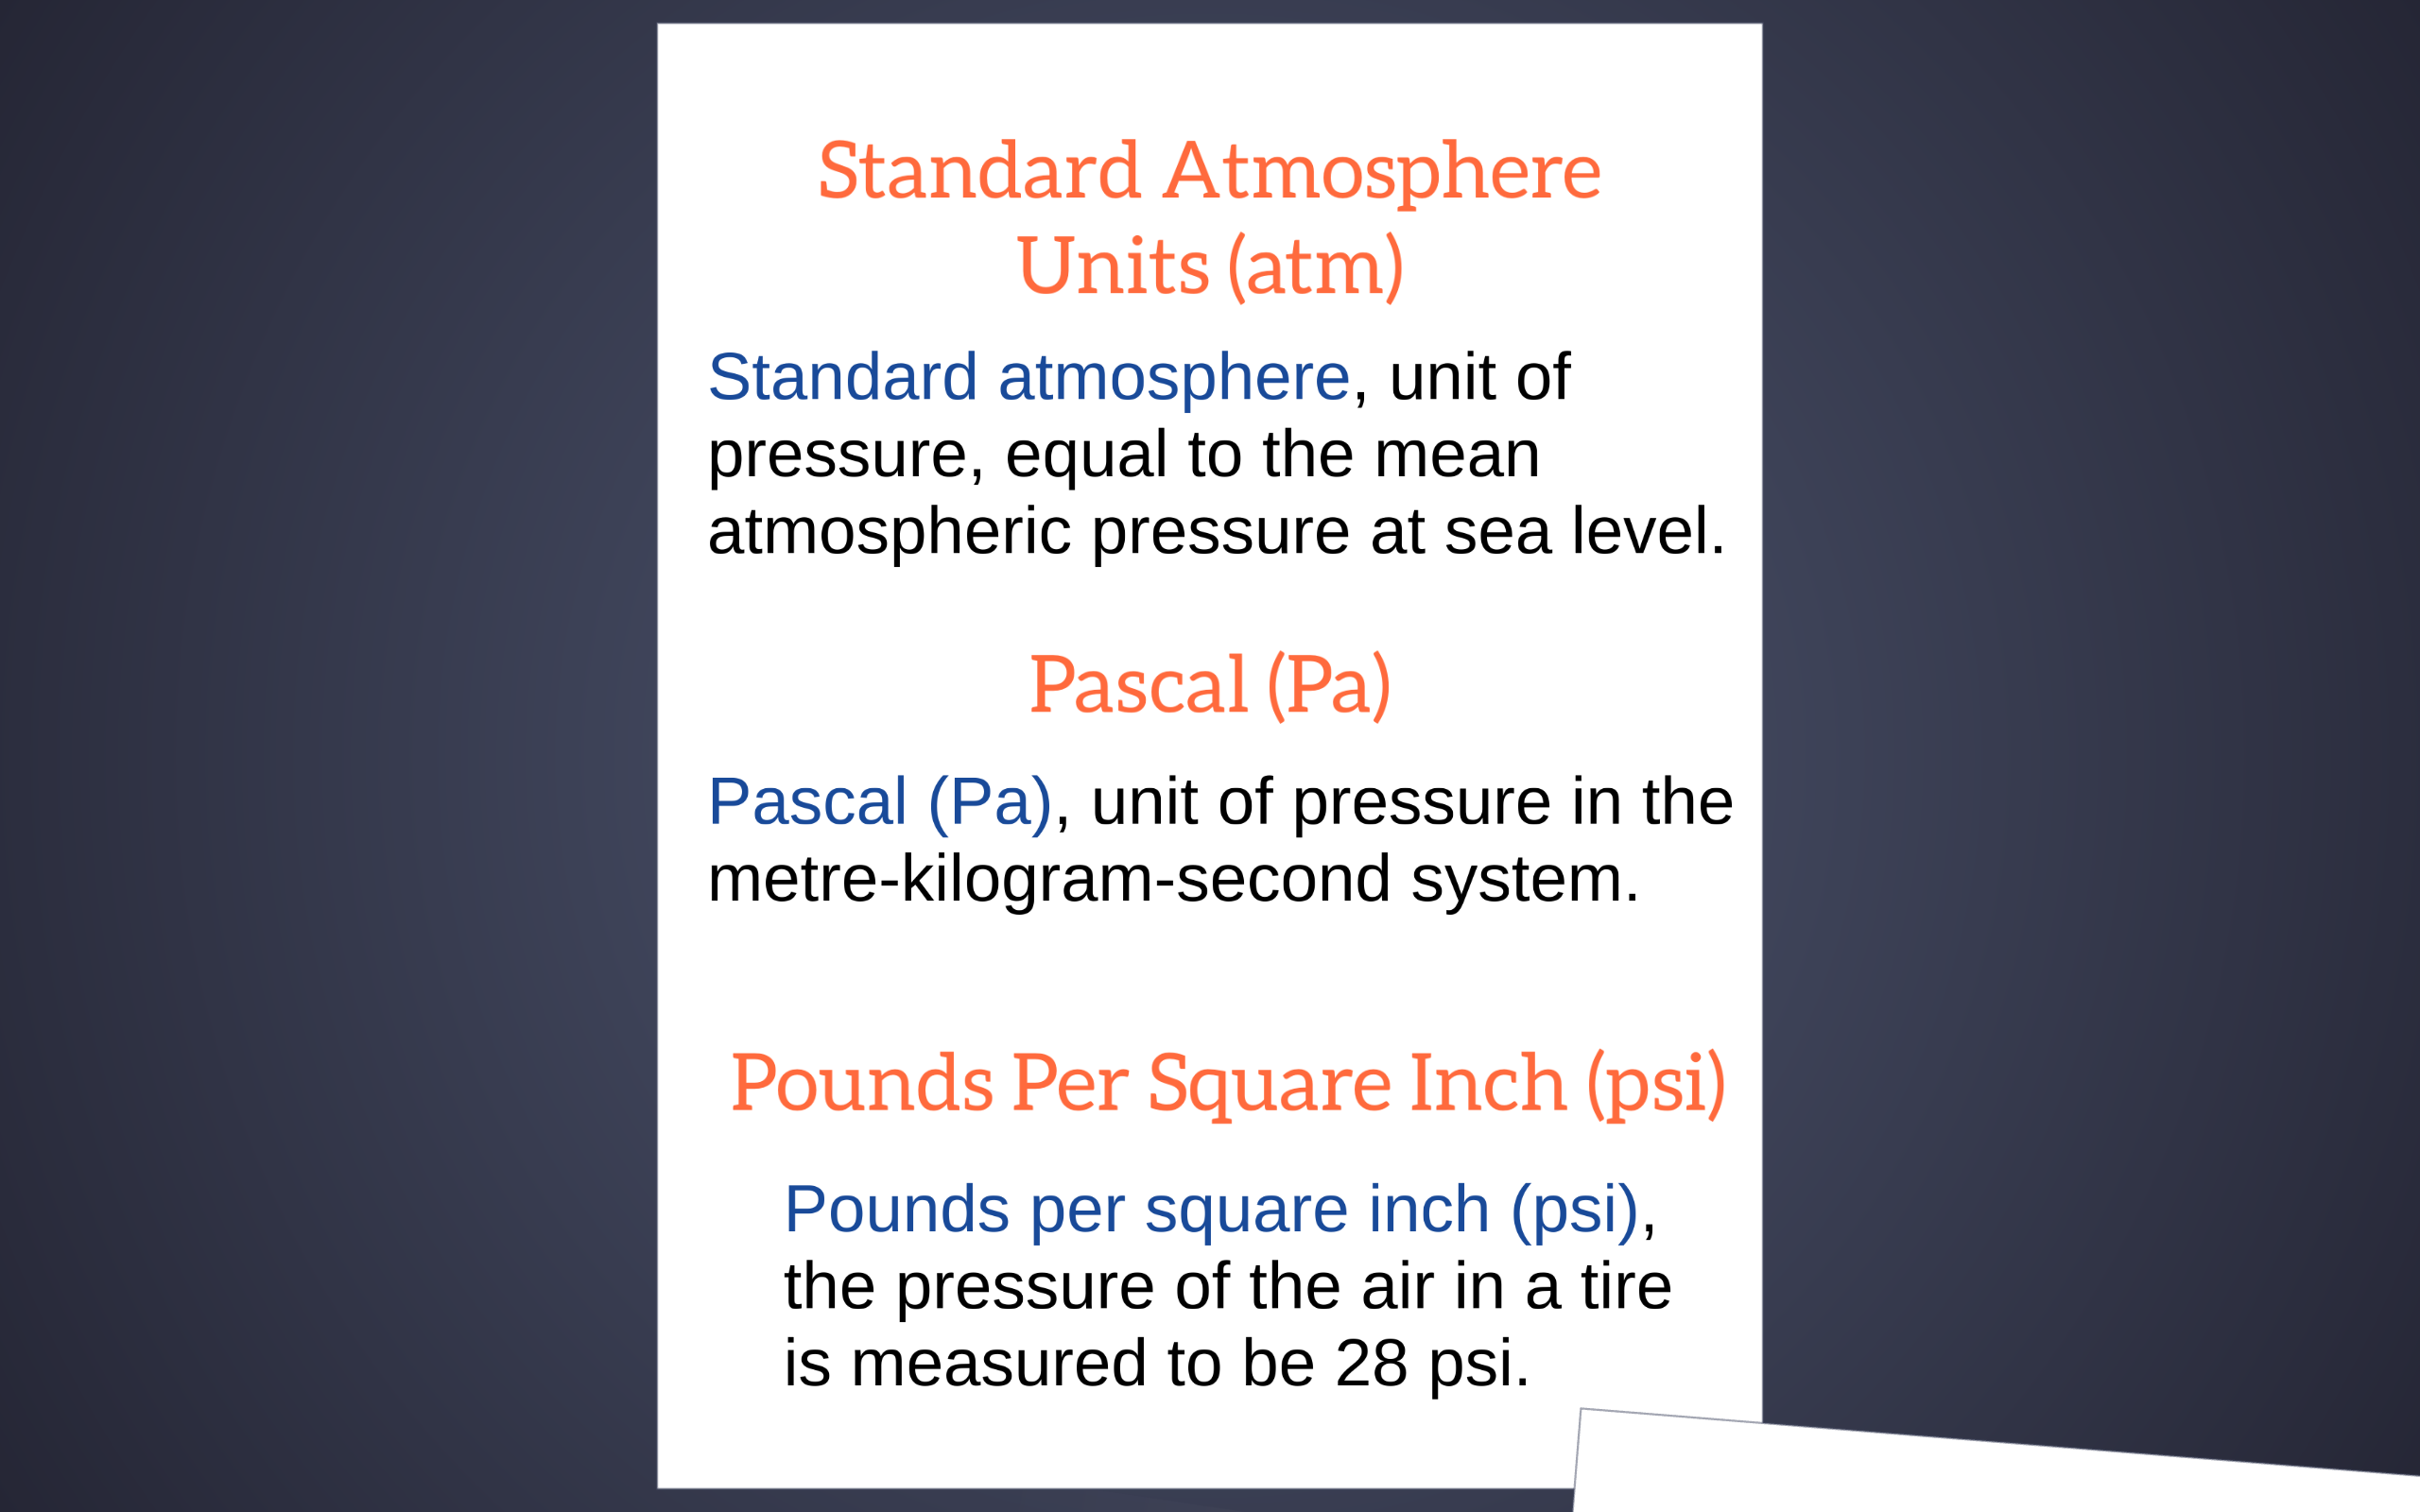 Standard Atmosphere
Units (atm)
Standard atmosphere, unit of
pressure, equal to the mean
atmospheric pressure at sea level.
Pascal (Pa)
Pascal (Pa), unit of pressure in the
metre-kilogram-second system.
Pounds Per Square Inch (psi)
Pounds per square inch (psi),
the pressure of the air in a tire
is measured to be 28 psi.